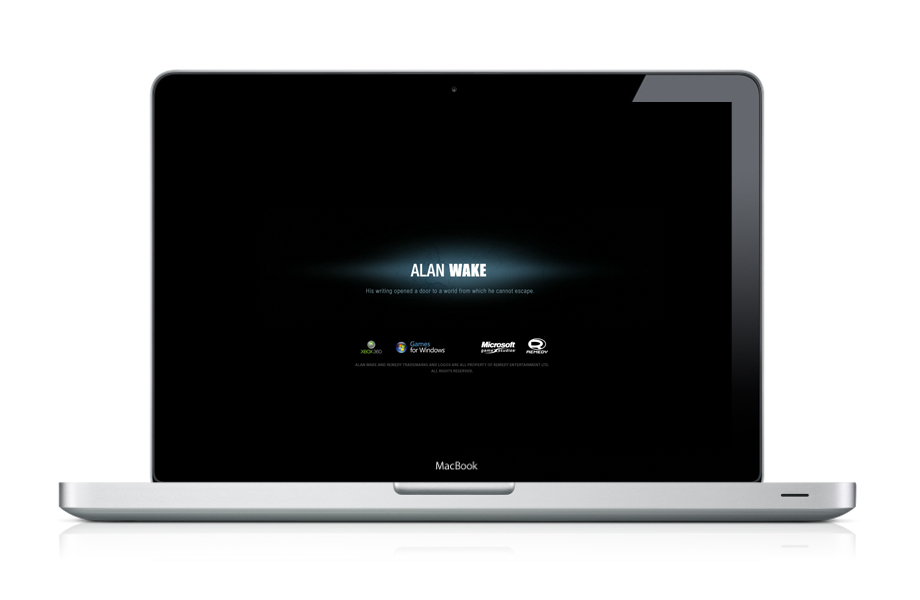 ALAN WAKE
His writing opened a door to a world from which he cannot escape.
XBOX 360
Games for Windows
Microsoft game studios
REMEDY
ALAN WAKE AND REMEDY TRADEMARKS AND LOGOS ARE ALL PROPERTY OF REMEDY ENTERTAINMENT LTD.
ALL RIGHTS RESERVED.
MacBook